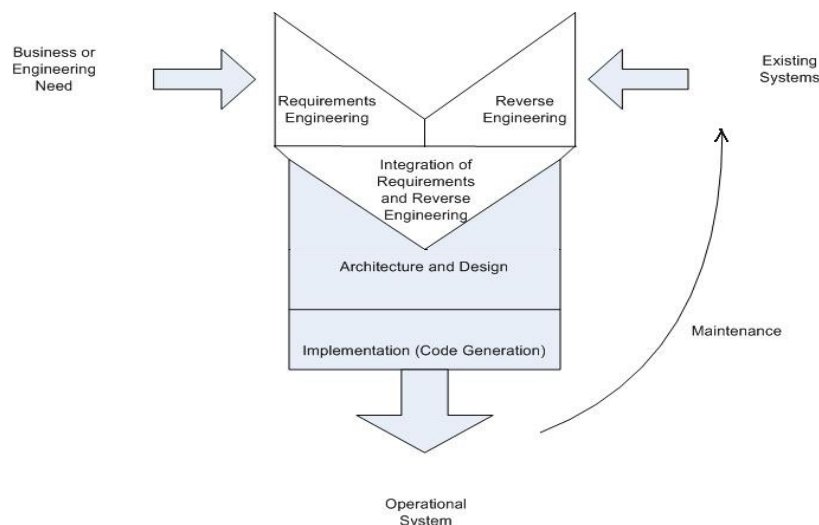 Business or
Engineering
Need
Requirements
Engineering
Reverse
Engineering
Existing
Systems
Integration of
Requirements
and Reverse
Engineering
Architecture and Design
Maintenance
Implementation (Code Generation)
Operational
System